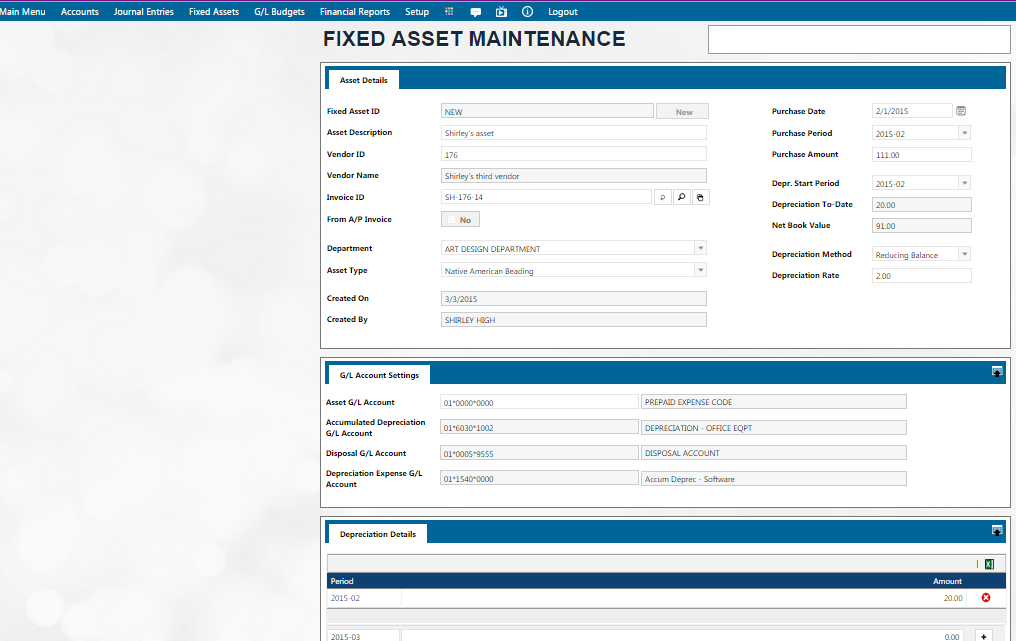 Main Menu Accounts Journal Entries Fixed Assets G/L Budgets Financial Reports Setup Logout
FIXED ASSET MAINTENANCE
Asset Details
Fixed Asset ID NEW New
Asset Description Shirley's asset
Vendor ID 176
Vendor Name Shirley's third vendor
Invoice ID SH-176-14
From A/P Invoice No
Department ART DESIGN DEPARTMENT
Asset Type Native American Beading
Created On 3/3/2015
Created By SHIRLEY HIGH
Purchase Date 2/1/2015
Purchase Period 2015-02
Purchase Amount 111.00
Depr. Start Period 2015-02
Depreciation To-Date 20.00
Net Book Value 91.00
Depreciation Method Reducing Balance
Depreciation Rate 2.00
G/L Account Settings
Asset G/L Account 01*0000*0000 PREPAID EXPENSE CODE
Accumulated Depreciation
G/L Account 01*6030*1002 DEPRECIATION - OFFICE EQPT
Disposal G/L Account 01*0005*9555 DISPOSAL ACCOUNT
Depreciation Expense G/L
Account 01*1540*0000 Accum Deprec - Software
Depreciation Details
Period Amount
2015-02 20.00
2015-03 0.00